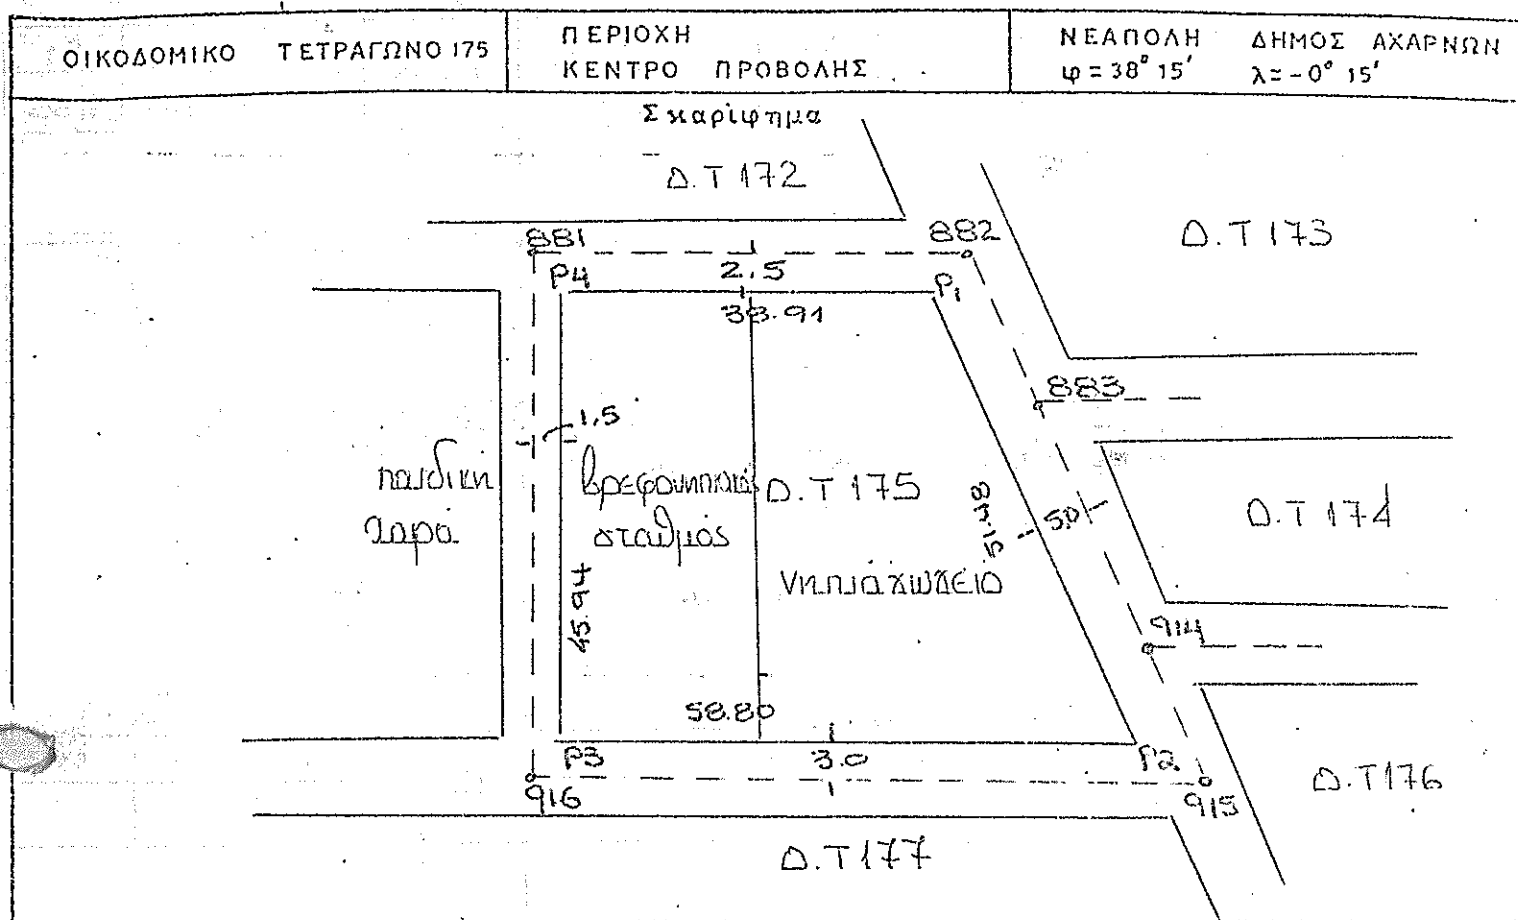 ΟΙΚΟΔΟΜΙΚΟ ΤΕΤΡΑΓΩΝΟ 175
ΠΕΡΙΟΧΗ
ΚΕΝΤΡΟ ΠΡΟΒΟΛΗΣ
ΝΕΑΠΟΛΗ ΔΗΜΟΣ ΑΧΑΡΝΩΝ
φ = 38° 15' λ = -0° 15'
Σκαρίφημα
Ο.Τ 172
Ο.Τ 173
881
882
P4
2.5
P1
38.91
883
1.5
παιδική
χαρά
βρεφονηπιακός
σταθμός
Ο.Τ 175
51.48
5.0
Ο.Τ 174
νηπιαγωγείο
45.94
914
58.80
P3
3.0
P2
916
915
Ο.Τ 176
Ο.Τ 177